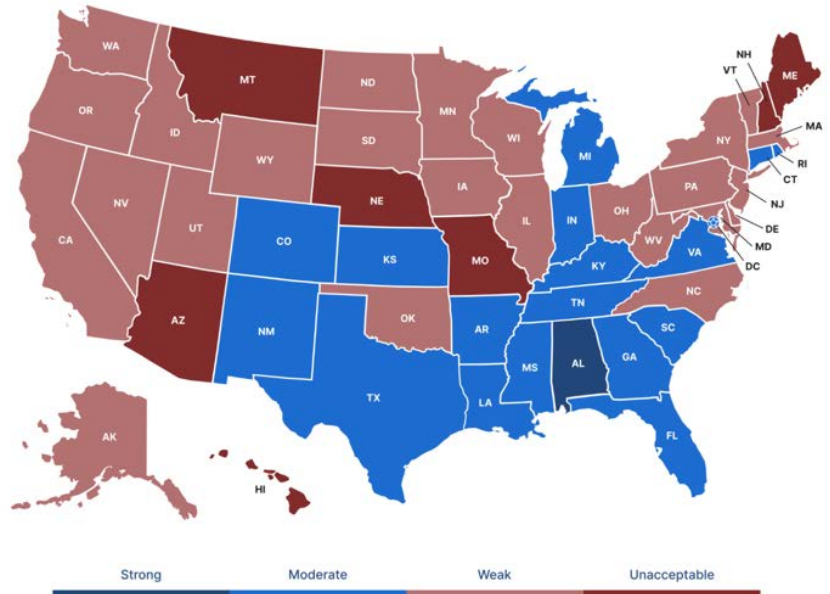 WA
MT
ND
MN
OR
ID
SD
WI
WY
MI
NH
VT
ME
NY
MA
RI
CT
IA
NE
PA
NJ
NV
UT
IL
IN
OH
DE
MD
DC
CA
CO
KS
MO
WV
VA
KY
AZ
NM
OK
AR
TN
NC
SC
MS
AL
GA
TX
LA
FL
AK
HI
Strong
Moderate
Weak
Unacceptable